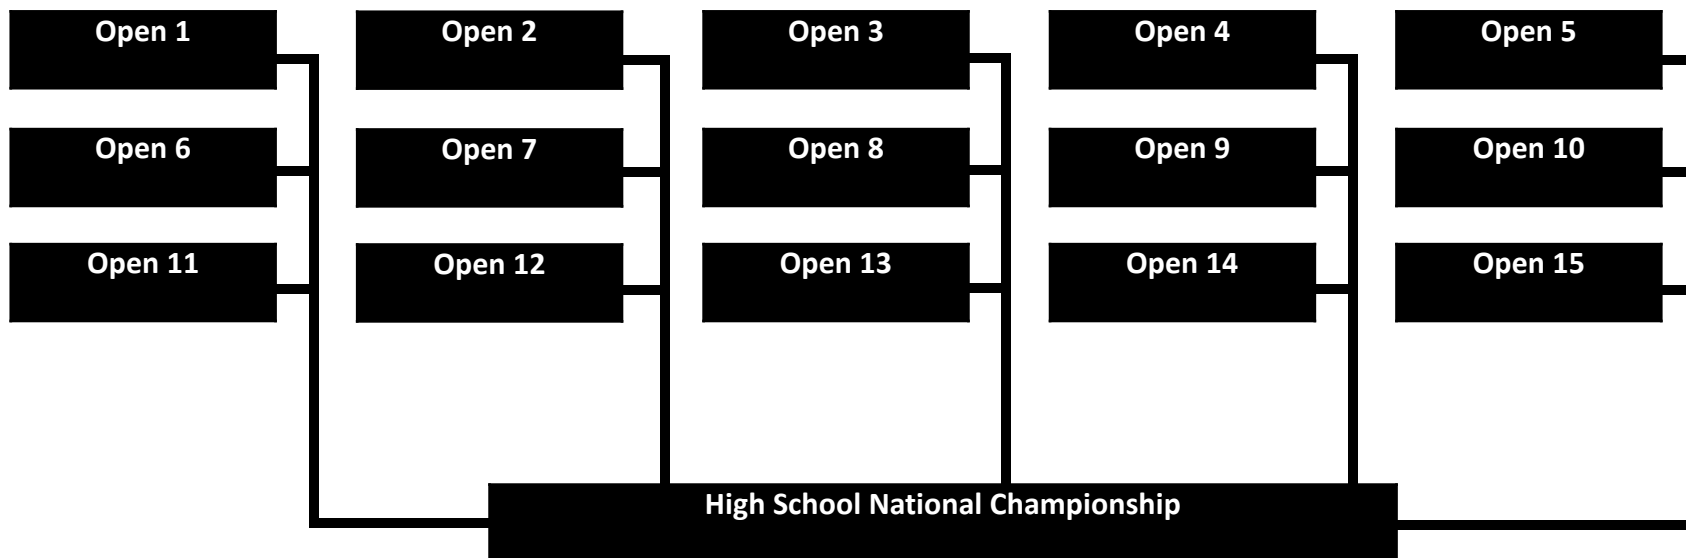 Open 1
Open 2
Open 3
Open 4
Open 5
Open 6
Open 7
Open 8
Open 9
Open 10
Open 11
Open 12
Open 13
Open 14
Open 15
High School National Championship